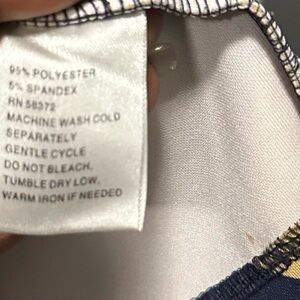 95% POLYESTER
5% SPANDEX
RN 56372
MACHINE WASH COLD
SEPARATELY
GENTLE CYCLE
DO NOT BLEACH.
TUMBLE DRY LOW,
WARM IRON IF NEEDED